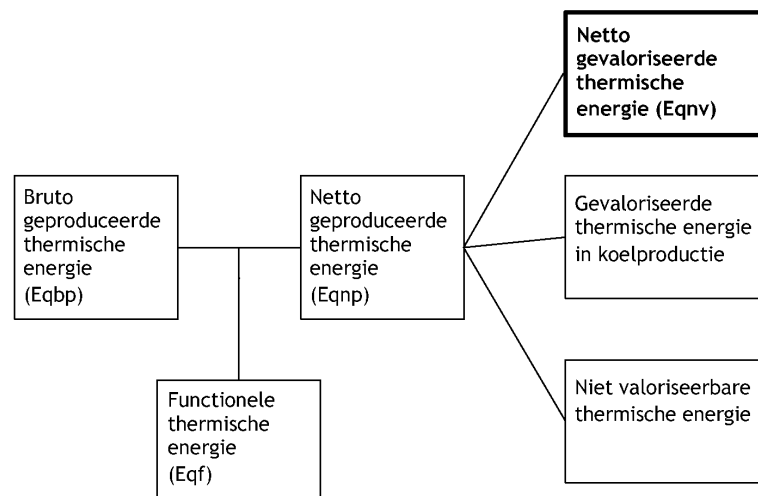 Netto
gevaloriseerde
thermische
energie (Eqnv)
Bruto
geproduceerde
thermische
energie
(Eqbp)
Netto
geproduceerde
thermische
energie
(Eqnp)
Gevaloriseerde
thermische energie
in koelproductie
Functionele
thermische
energie
(Eqf)
Niet valoriseerbare
thermische energie